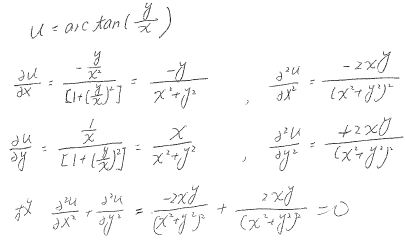 u = arc tan(y/x)
∂u/∂x = (-y/x²)/[1+(y/x)²] = -y/(x²+y²) , ∂²u/∂x² = -2xy/(x²+y²)²
∂u/∂y = (1/x)/[1+(y/x)²] = x/(x²+y²) , ∂²u/∂y² = +2xy/(x²+y²)²
∂²u/∂x² + ∂²u/∂y² = -2xy/(x²+y²)² + 2xy/(x²+y²)² = 0